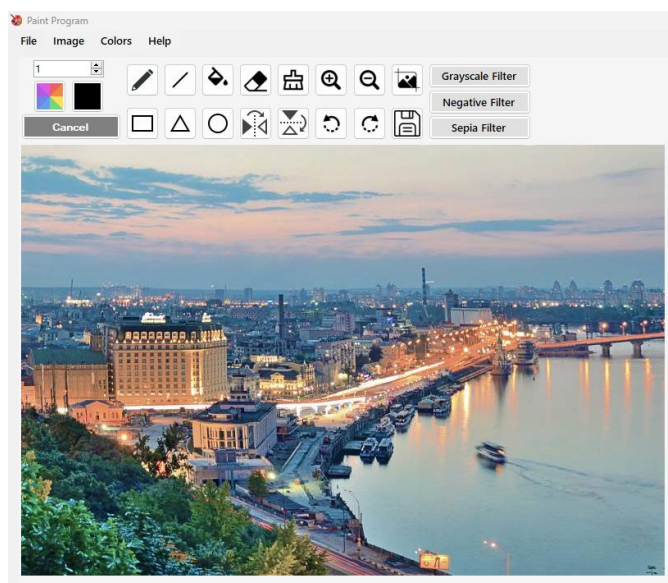 Paint Program
File Image Colors Help
1
Grayscale Filter
Negative Filter
Cancel
Sepia Filter